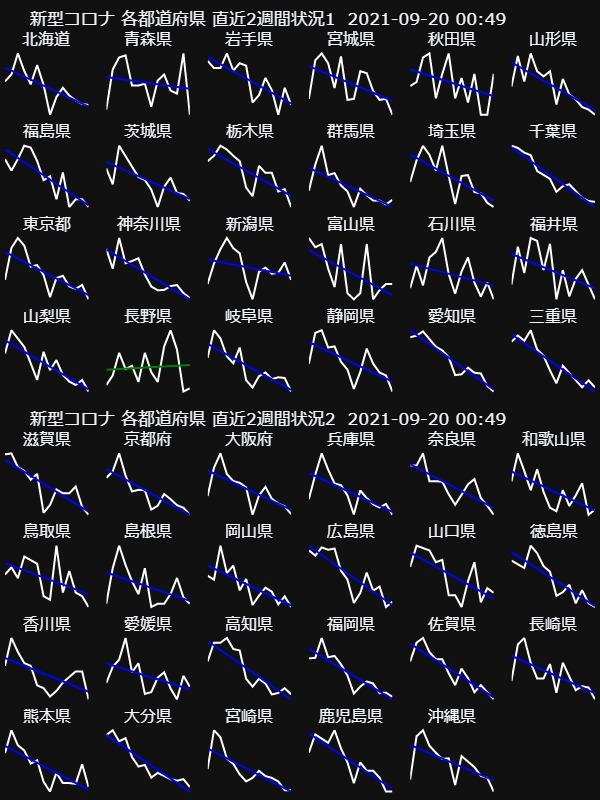 新型コロナ 各都道府県 直近2週間状況1 2021-09-20 00:49
北海道 青森県 岩手県 宮城県 秋田県 山形県
福島県 茨城県 栃木県 群馬県 埼玉県 千葉県
東京都 神奈川県 新潟県 富山県 石川県 福井県
山梨県 長野県 岐阜県 静岡県 愛知県 三重県
新型コロナ 各都道府県 直近2週間状況2 2021-09-20 00:49
滋賀県 京都府 大阪府 兵庫県 奈良県 和歌山県
鳥取県 島根県 岡山県 広島県 山口県 徳島県
香川県 愛媛県 高知県 福岡県 佐賀県 長崎県
熊本県 大分県 宮崎県 鹿児島県 沖縄県